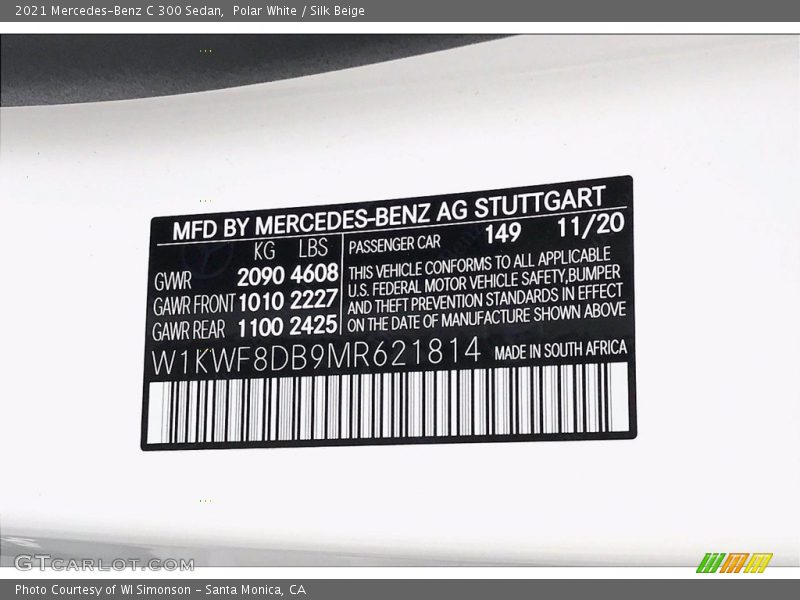 2021 Mercedes-Benz C 300 Sedan, Polar White / Silk Beige
MFD BY MERCEDES-BENZ AG STUTTGART
KG LBS
GWR 2090 4608
GAWR FRONT 1010 2227
GAWR REAR 1100 2425
PASSENGER CAR 149 11/20
THIS VEHICLE CONFORMS TO ALL APPLICABLE
U.S. FEDERAL MOTOR VEHICLE SAFETY, BUMPER
AND THEFT PREVENTION STANDARDS IN EFFECT
ON THE DATE OF MANUFACTURE SHOWN ABOVE
W1KWF8DB9MR621814 MADE IN SOUTH AFRICA
GTCARLOT.COM
Photo Courtesy of WI Simonson - Santa Monica, CA